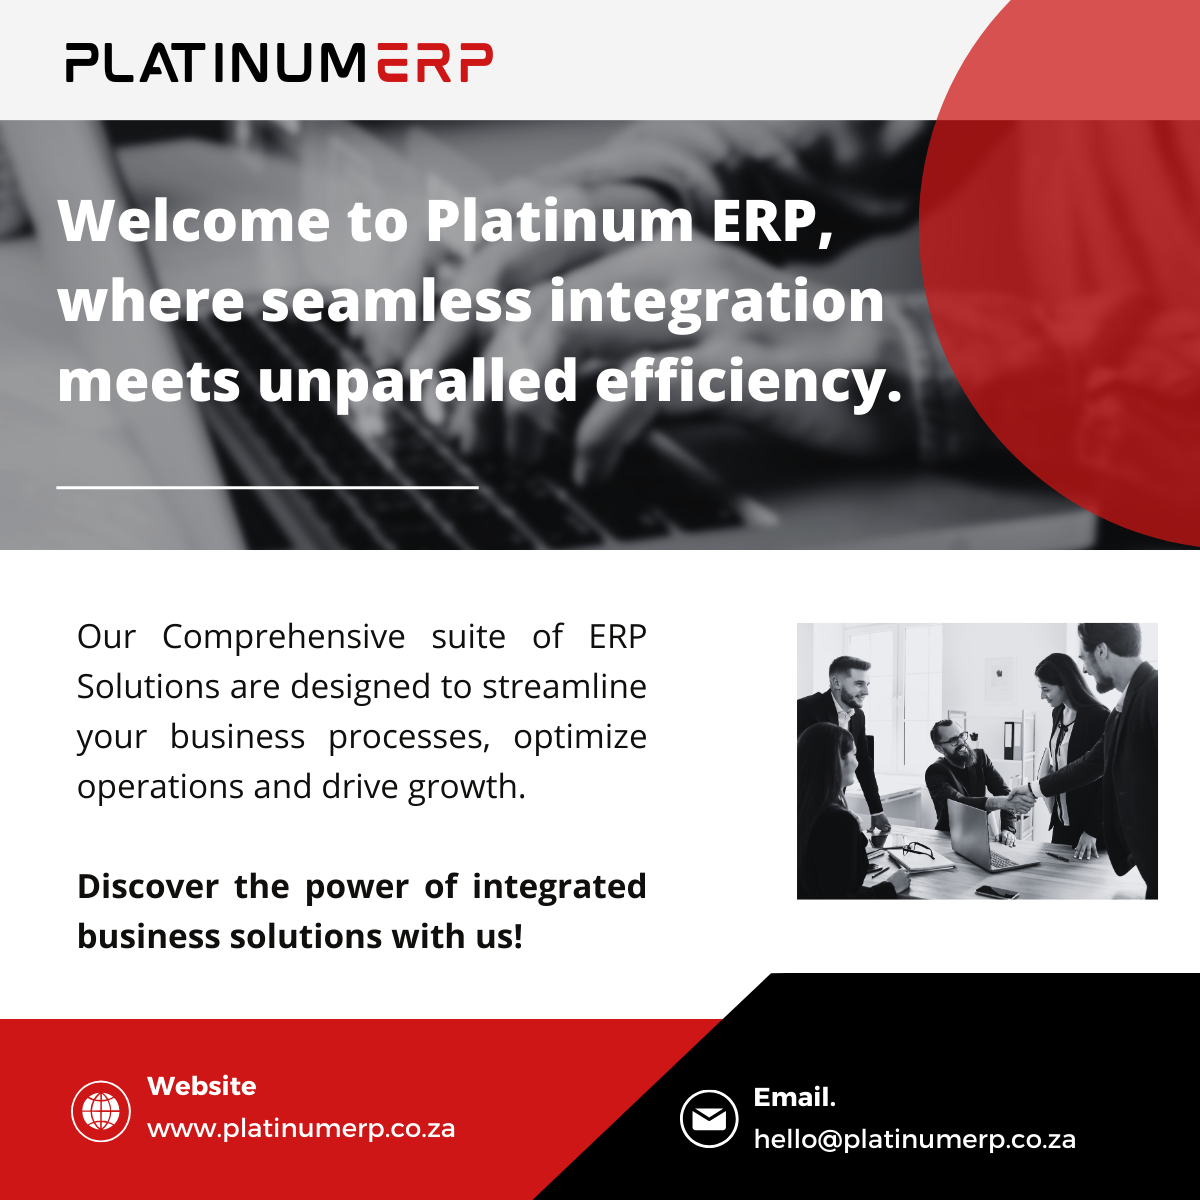 PLATINUMERP
Welcome to Platinum ERP,
where seamless integration
meets unparalled efficiency.
Our Comprehensive suite of ERP
Solutions are designed to streamline
your business processes, optimize
operations and drive growth.
Discover the power of integrated
business solutions with us!
Website
www.platinumerp.co.za
Email.
hello@platinumerp.co.za